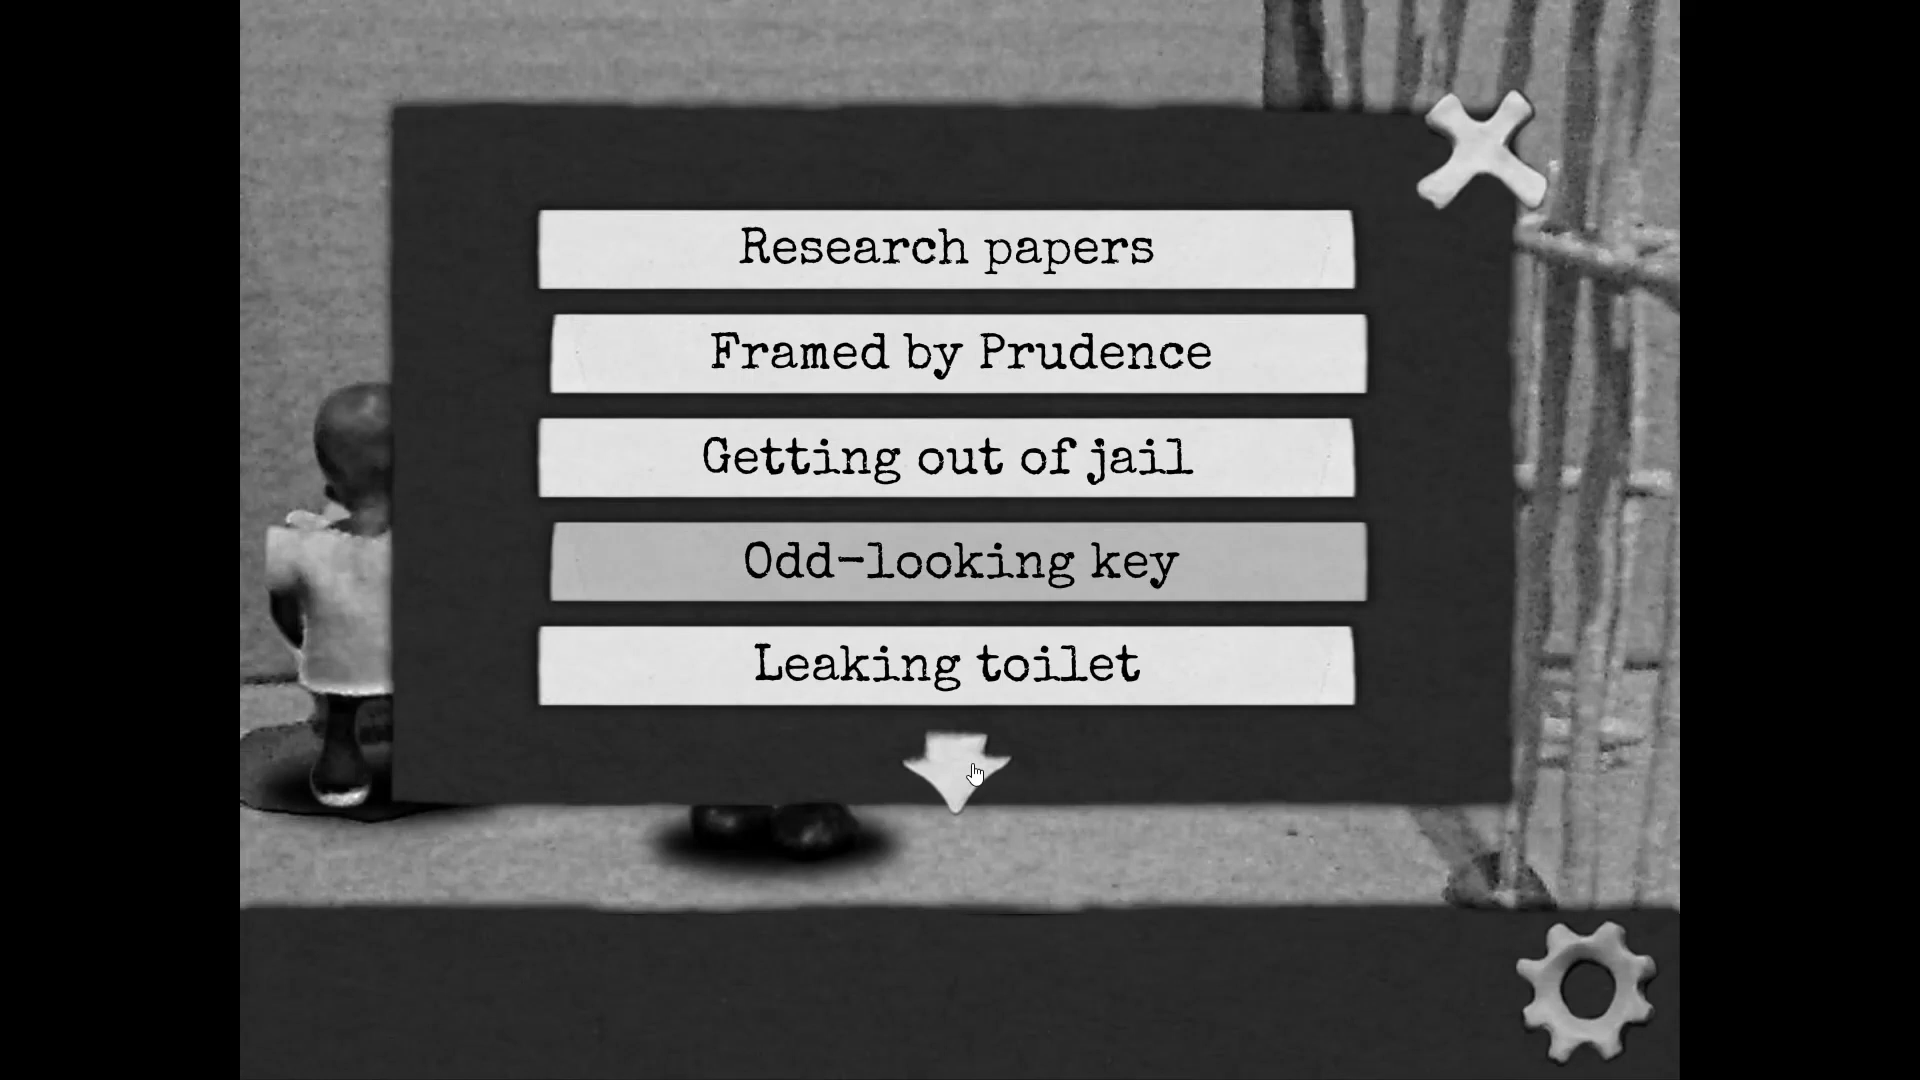 Research papers
Framed by Prudence
Getting out of jail
Odd-looking key
Leaking toilet